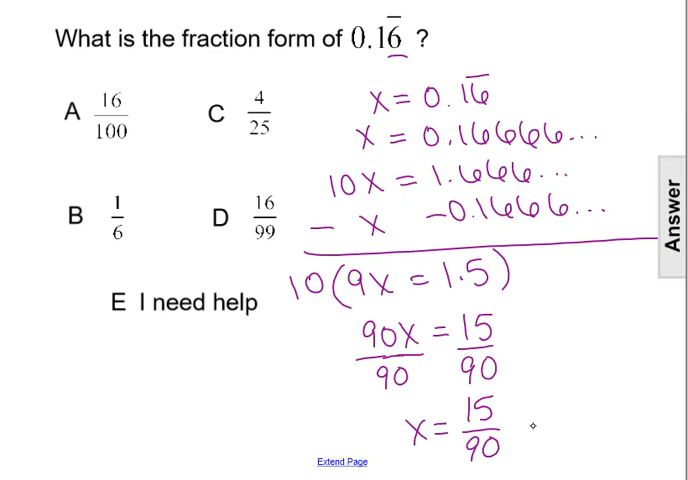 What is the fraction form of 0.16̅ ?
A 16/100
C 4/25
B 1/6
D 16/99
E I need help
x = 0.16̅
x = 0.16666...
10x = 1.666...
- x -0.1666...
10(9x = 1.5)
90x/90 = 15/90
x = 15/90
Answer
Extend Page